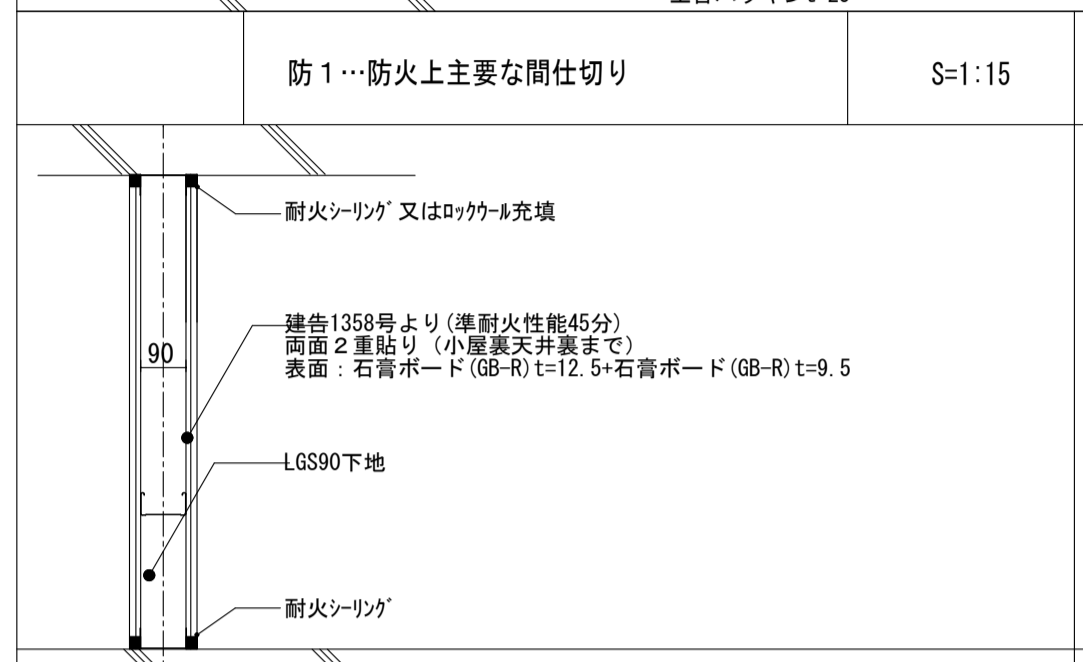 防1…防火上主要な間仕切り
S=1:15
耐火ｼｰﾘﾝｸﾞ又はﾛｯｸｳｰﾙ充填
建告1358号より(準耐火性能45分)
両面２重貼り（小屋裏天井裏まで）
表面：石膏ボード(GB-R)t=12.5+石膏ボード(GB-R)t=9.5
90
LGS90下地
耐火ｼｰﾘﾝｸﾞ